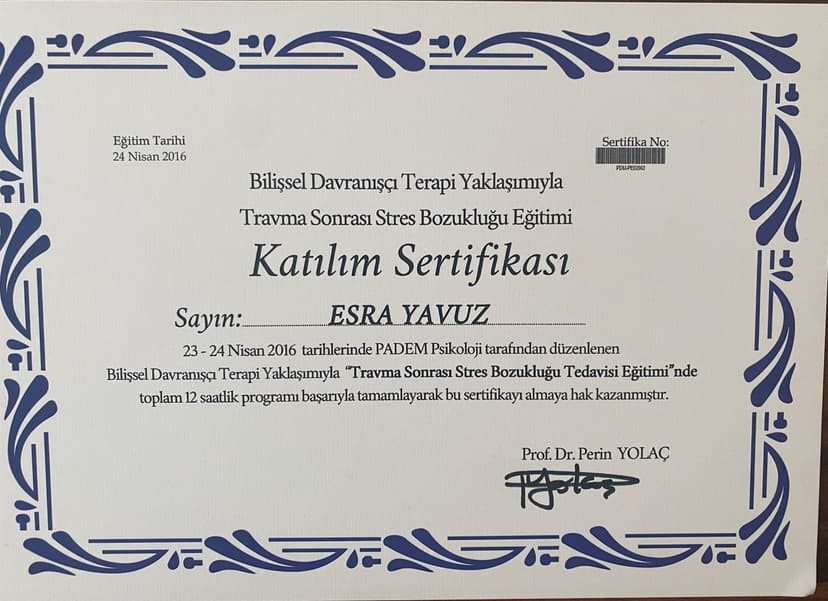 Eğitim Tarihi
24 Nisan 2016
Sertifika No:
Bilişsel Davranışçı Terapi Yaklaşımıyla
Travma Sonrası Stres Bozukluğu Eğitimi
Katılım Sertifikası
Sayın: ESRA YAVUZ
23 - 24 Nisan 2016 tarihlerinde PADEM Psikoloji tarafından düzenlenen
Bilişsel Davranışçı Terapi Yaklaşımıyla "Travma Sonrası Stres Bozukluğu Tedavisi Eğitimi"nde
toplam 12 saatlik programı başarıyla tamamlayarak bu sertifikayı almaya hak kazanmıştır.
Prof. Dr. Perin YOLAÇ